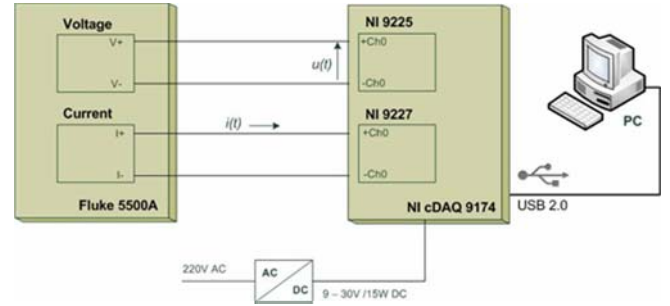 Voltage
V+
V-
Current
I+
I-
Fluke 5500A
u(t)
i(t)
NI 9225
+Ch0
-Ch0
NI 9227
+Ch0
-Ch0
NI cDAQ 9174
PC
USB 2.0
220V AC
AC
DC
9 – 30V /15W DC